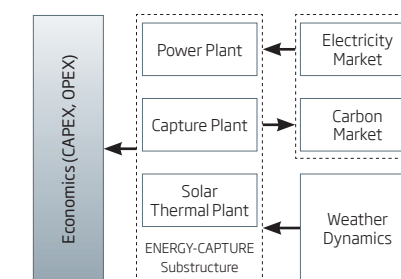 Economics (CAPEX, OPEX)
Power Plant
Capture Plant
Solar
Thermal Plant
ENERGY-CAPTURE
Substructure
Electricity
Market
Carbon
Market
Weather
Dynamics